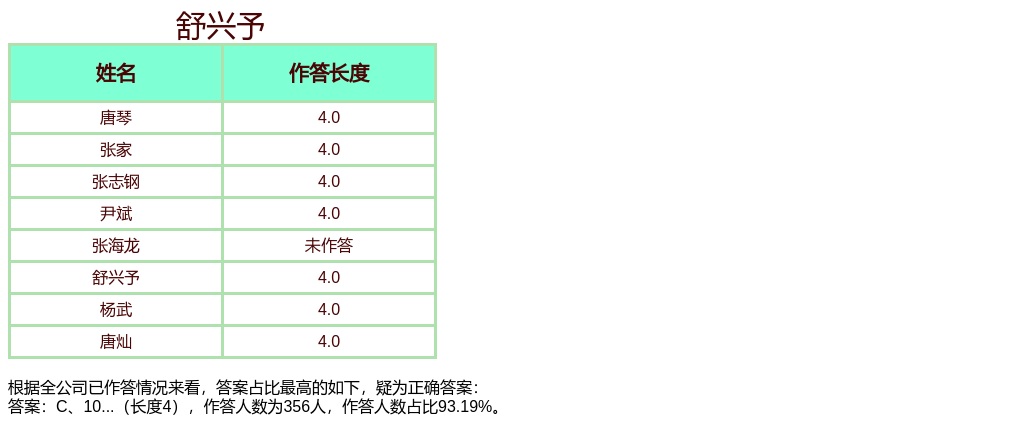 舒兴予
姓名 作答长度
唐琴 4.0
张家 4.0
张志钢 4.0
尹斌 4.0
张海龙 未作答
舒兴予 4.0
杨武 4.0
唐灿 4.0
根据全公司已作答情况来看，答案占比最高的如下，疑为正确答案：
答案：C、10...（长度4），作答人数为356人，作答人数占比93.19%。